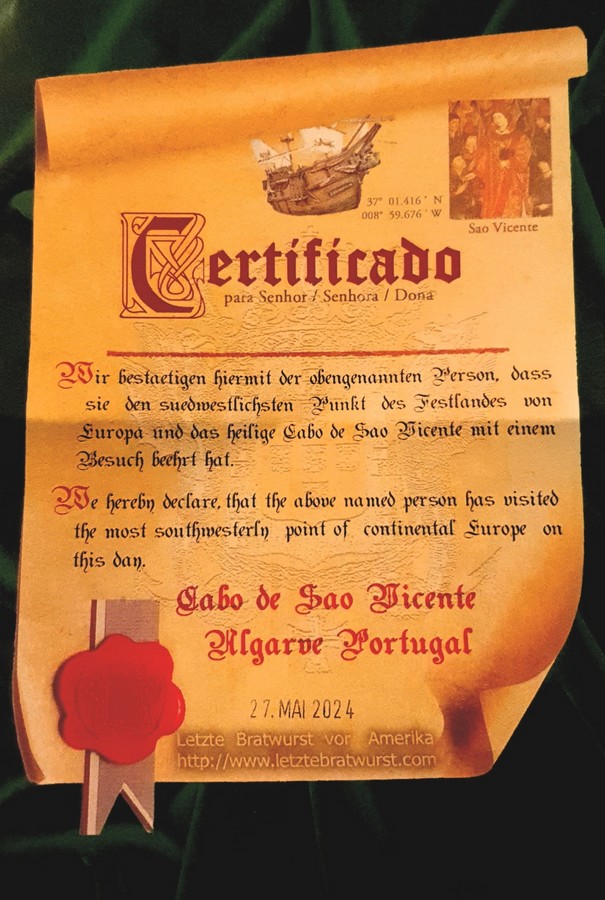 37° 01.416 ' N
008° 59.676 ' W
Sao Vicente
Certificado
para Senhor / Senhora / Dona
Wir bestaetigen hiermit der obengenannten Person, dass
sie den suedwestlichsten Punkt des Festlandes von
Europa und das heilige Cabo de Sao Vicente mit einem
Besuch beehrt hat.
We hereby declare, that the above named person has visited
the most southwesterly point of continental Europe on
this day.
Cabo de Sao Vicente
Algarve Portugal
27. MAI 2024
Letzte Bratwurst vor Amerika
http://www.letztebratwurst.com